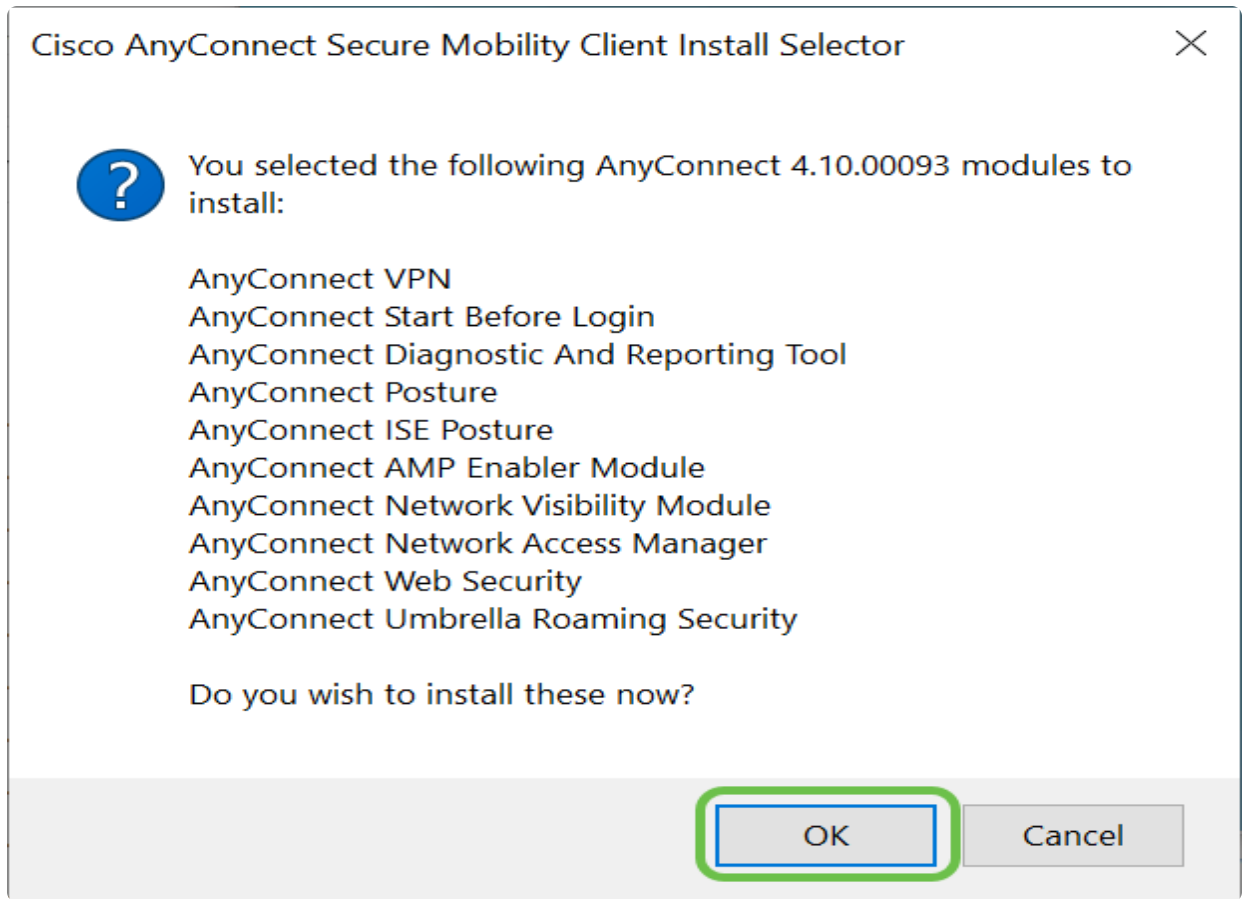 Cisco AnyConnect Secure Mobility Client Install Selector
?
You selected the following AnyConnect 4.10.00093 modules to
install:
AnyConnect VPN
AnyConnect Start Before Login
AnyConnect Diagnostic And Reporting Tool
AnyConnect Posture
AnyConnect ISE Posture
AnyConnect AMP Enabler Module
AnyConnect Network Visibility Module
AnyConnect Network Access Manager
AnyConnect Web Security
AnyConnect Umbrella Roaming Security
Do you wish to install these now?
OK Cancel